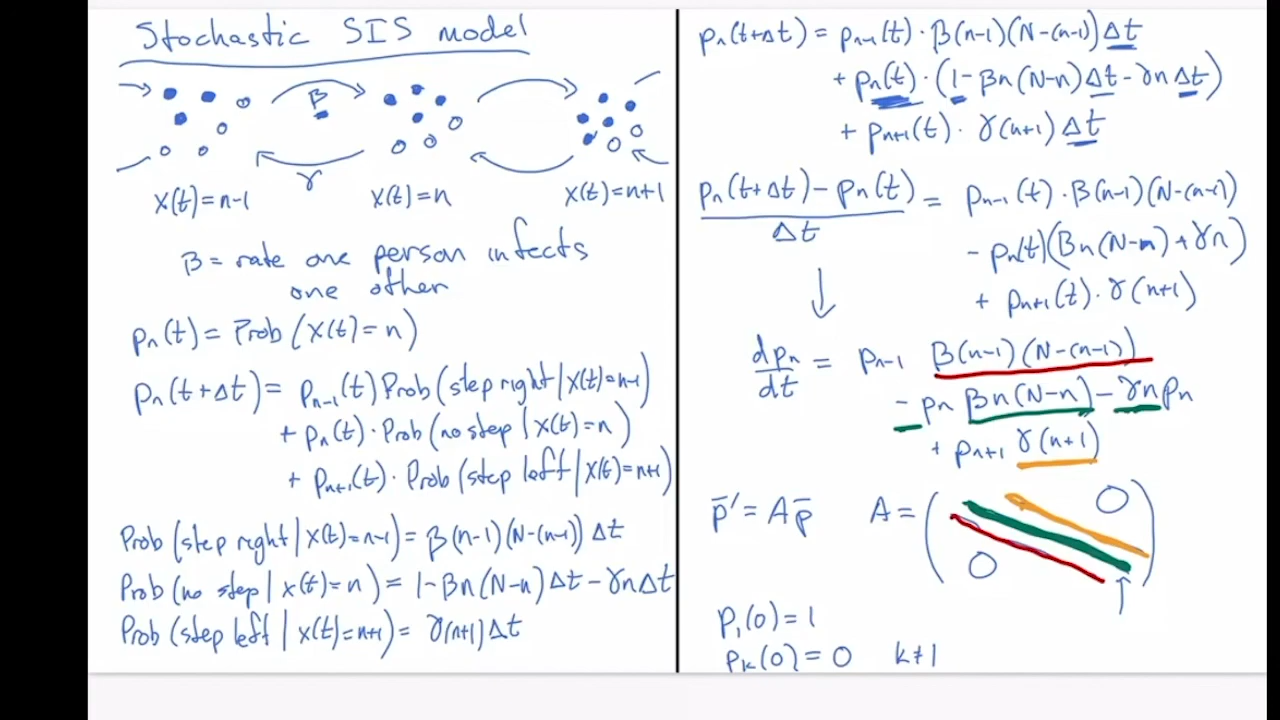 Stochastic SIS model
β
γ
X(t)=n-1 X(t)=n X(t)=n+1
β = rate one person infects
one other
pₙ(t) = Prob (X(t)=n)
pₙ(t+Δt) = pₙ₋₁(t) Prob (step right | X(t)=n-1)
+ pₙ(t) · Prob (no step | X(t)=n)
+ pₙ₊₁(t) · Prob (step left | X(t)=n+1)
Prob (step right | X(t)=n-1) = β(n-1)(N-(n-1)) Δt
Prob (no step | X(t)=n) = 1-βn(N-n)Δt - γnΔt
Prob (step left | X(t)=n+1) = γ(n+1)Δt
pₙ(t+Δt) = pₙ₋₁(t) · β(n-1)(N-(n-1))Δt
+ pₙ(t) · (1-βn(N-n)Δt - γnΔt)
+ pₙ₊₁(t) · γ(n+1)Δt
pₙ(t+Δt) - pₙ(t) = pₙ₋₁(t) · β(n-1)(N-(n-1))
Δt
- pₙ(t)(βn(N-n)+γn)
+ pₙ₊₁(t) · γ(n+1)
dpₙ/dt = pₙ₋₁ β(n-1)(N-(n-1))
- pₙ βn(N-n) - γn pₙ
+ pₙ₊₁ γ(n+1)
p̄' = Ap̄ A = ( 0 0 )
p₁(0) = 1
pₖ(0) = 0 k≠1